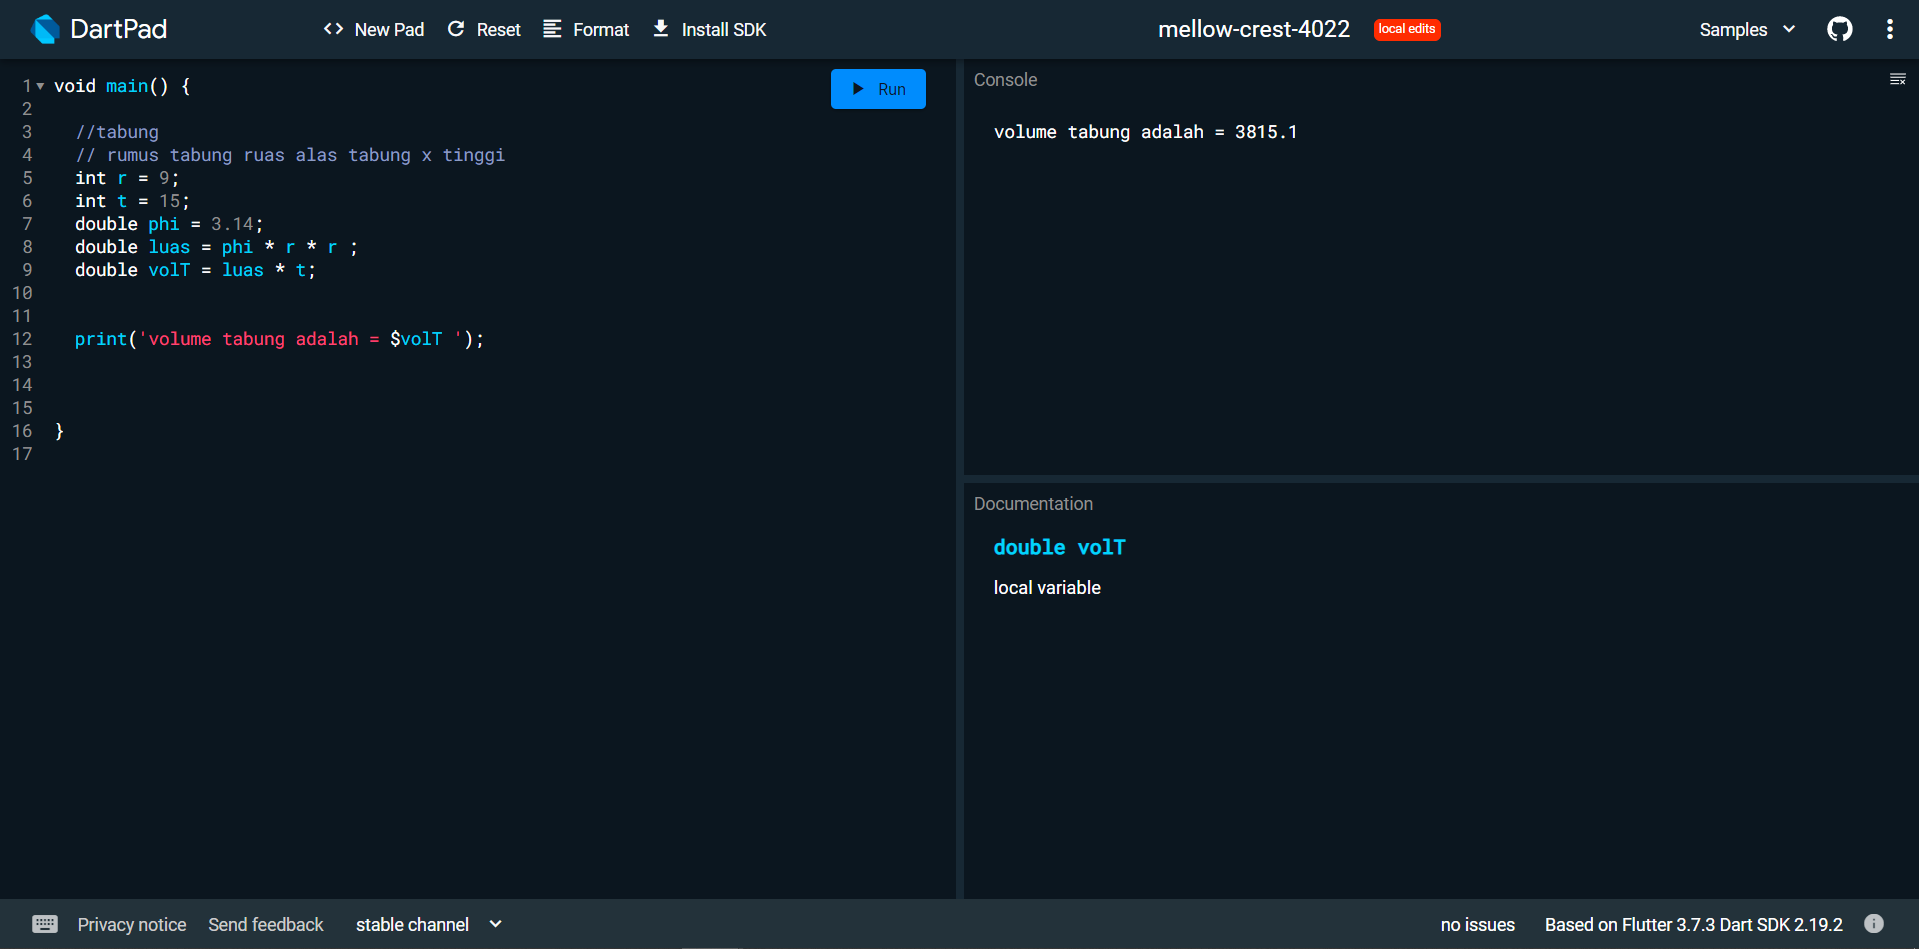 DartPad
New Pad
Reset
Format
Install SDK
mellow-crest-4022
local edits
Samples
1 void main() {
2
3 //tabung
4 // rumus tabung ruas alas tabung x tinggi
5 int r = 9;
6 int t = 15;
7 double phi = 3.14;
8 double luas = phi * r * r ;
9 double volT = luas * t;
10
11
12 print('volume tabung adalah = $volT ');
13
14
15
16 }
17
Run
Console
volume tabung adalah = 3815.1
Documentation
double volT
local variable
Privacy notice
Send feedback
stable channel
no issues
Based on Flutter 3.7.3 Dart SDK 2.19.2